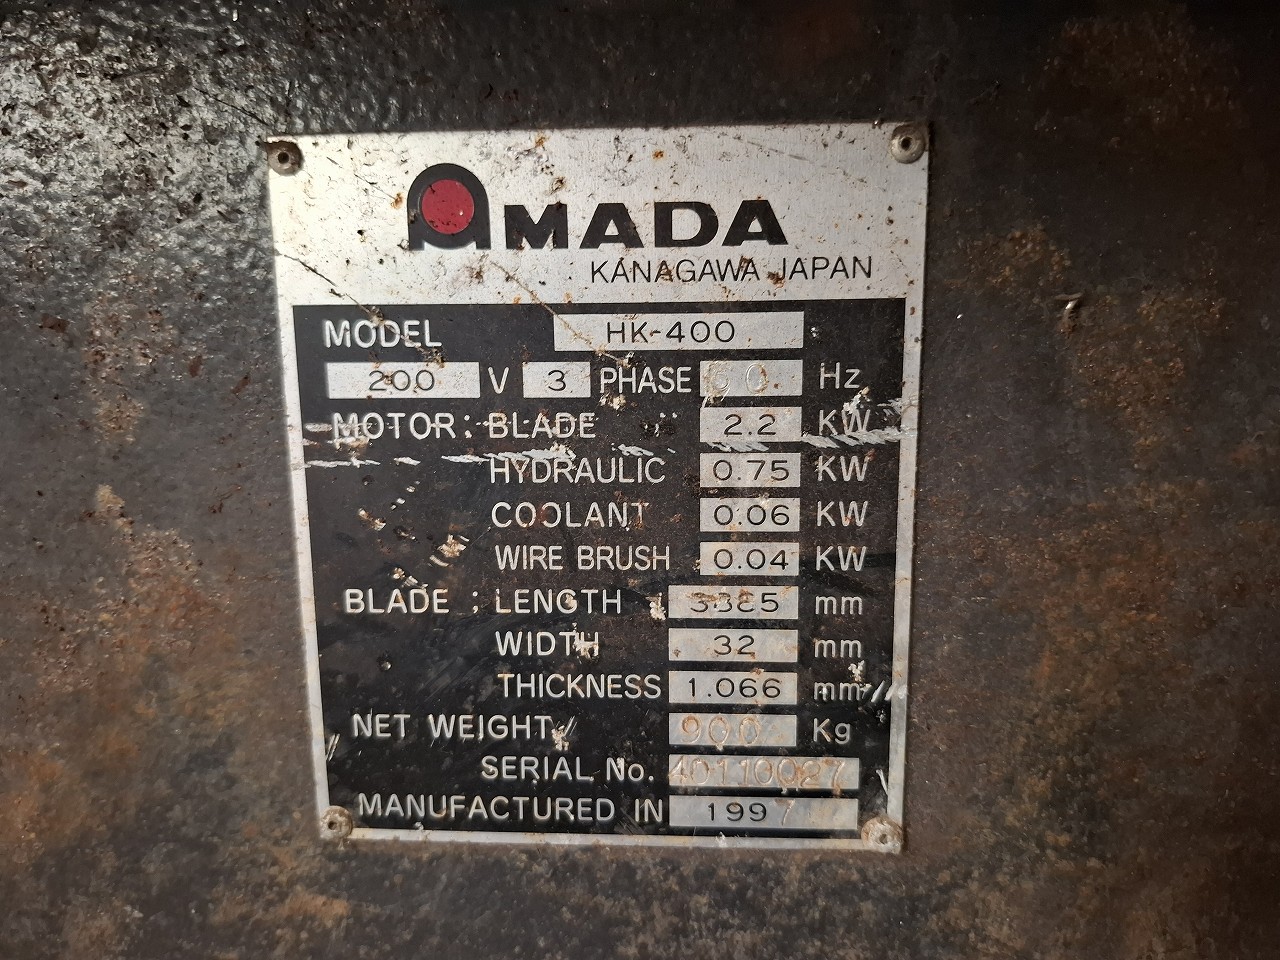 AMADA
KANAGAWA JAPAN
MODEL HK-400
200 V 3 PHASE 60 Hz
MOTOR: BLADE 2.2 KW
HYDRAULIC 0.75 KW
COOLANT 0.06 KW
WIRE BRUSH 0.04 KW
BLADE : LENGTH mm
WIDTH 32 mm
THICKNESS 1.066 mm
NET WEIGHT 900 Kg
SERIAL No. 40110027
MANUFACTURED IN 1997